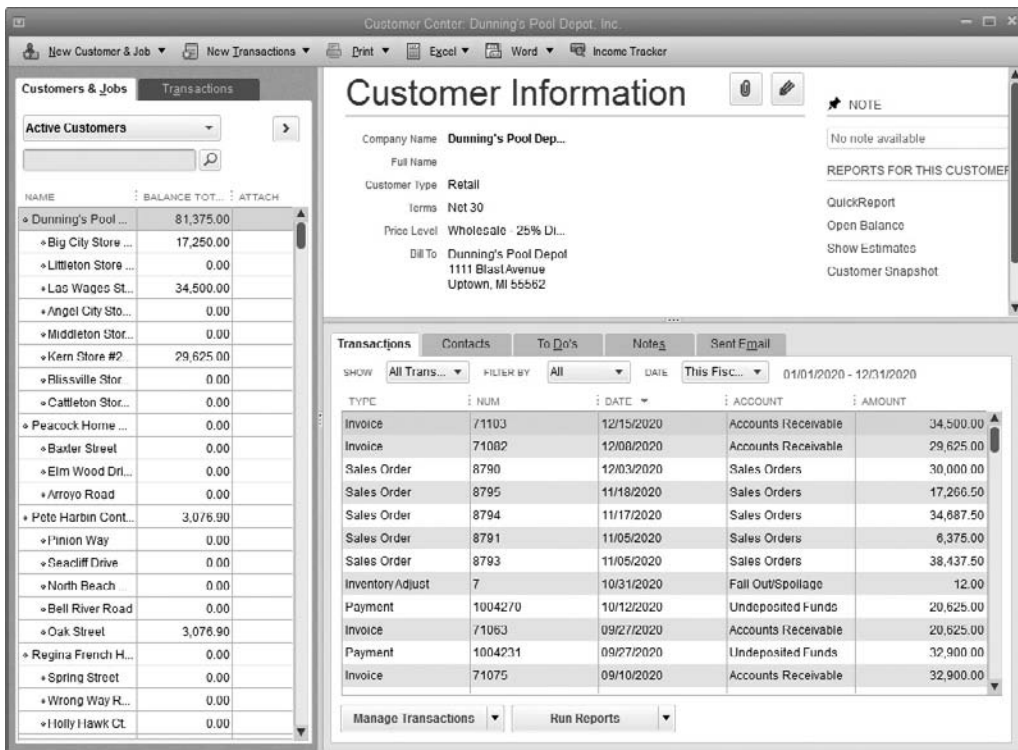 Customer Center: Dunning's Pool Depot, Inc.
New Customer & Job New Transactions Print Excel Word Income Tracker
Customers & Jobs Transactions
Active Customers
NAME BALANCE TOT... ATTACH
Dunning's Pool ... 81,375.00
Big City Store ... 17,250.00
Littleton Store ... 0.00
Las Wages St... 34,500.00
Angel City Sto... 0.00
Middleton Stor... 0.00
Kern Store #2... 29,625.00
Blissville Stor... 0.00
Cattleton Stor... 0.00
Peacock Home ... 0.00
Baxter Street 0.00
Elm Wood Dri... 0.00
Arroyo Road 0.00
Pete Harbin Cont... 3,076.90
Pinion Way 0.00
Seacliff Drive 0.00
North Beach ... 0.00
Bell River Road 0.00
Oak Street 3,076.90
Regina French H... 0.00
Spring Street 0.00
Wrong Way R... 0.00
Holly Hawk Ct. 0.00
Customer Information
Company Name Dunning's Pool Dep...
Full Name
Customer Type Retail
Terms Net 30
Price Level Wholesale - 25% Di...
Bill To Dunning's Pool Depot
1111 Blast Avenue
Uptown, MI 55562
NOTE
No note available
REPORTS FOR THIS CUSTOMER
QuickReport
Open Balance
Show Estimates
Customer Snapshot
Transactions Contacts To Do's Notes Sent Email
SHOW All Trans... FILTER BY All DATE This Fisc... 01/01/2020 - 12/31/2020
TYPE NUM DATE ACCOUNT AMOUNT
Invoice 71103 12/15/2020 Accounts Receivable 34,500.00
Invoice 71082 12/08/2020 Accounts Receivable 29,625.00
Sales Order 8790 12/03/2020 Sales Orders 30,000.00
Sales Order 8795 11/18/2020 Sales Orders 17,266.50
Sales Order 8794 11/17/2020 Sales Orders 34,687.50
Sales Order 8791 11/05/2020 Sales Orders 6,375.00
Sales Order 8793 11/05/2020 Sales Orders 38,437.50
Inventory Adjust 7 10/31/2020 Fall Out/Spoilage 12.00
Payment 1004270 10/12/2020 Undeposited Funds 20,625.00
Invoice 71063 09/27/2020 Accounts Receivable 20,625.00
Payment 1004231 09/27/2020 Undeposited Funds 32,900.00
Invoice 71075 09/10/2020 Accounts Receivable 32,900.00
Manage Transactions Run Reports